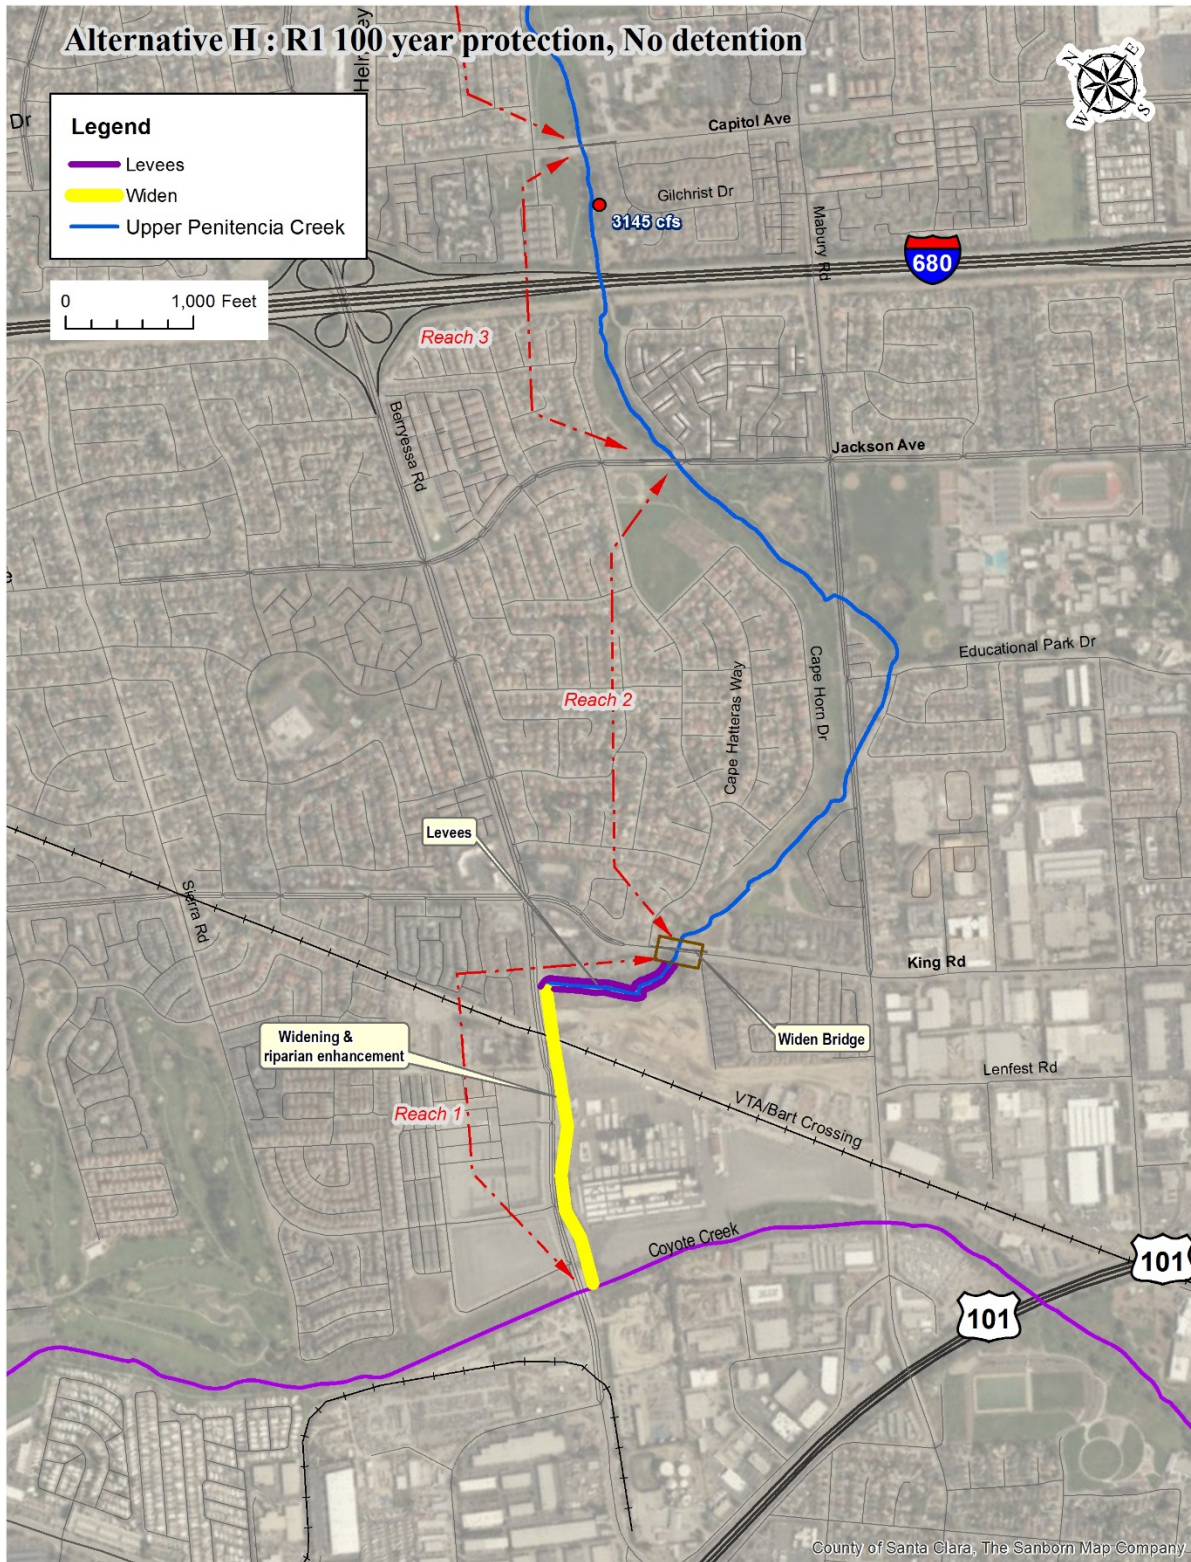 Alternative H : R1 100 year protection, No detention
Dr
N
E
W
S
Legend
Levees
Widen
Upper Penitencia Creek
0
1,000 Feet
Capitol Ave
Gilchrist Dr
3145 cfs
Mabury Rd
680
Reach 3
Berryessa Rd
Jackson Ave
Educational Park Dr
Cape Horn Dr
Cape Hatteras Way
Reach 2
Levees
Sierra Rd
King Rd
Widening &
riparian enhancement
Widen Bridge
Lenfest Rd
Reach 1
VTA/Bart Crossing
Coyote Creek
101
101
County of Santa Clara, The Sanborn Map Company